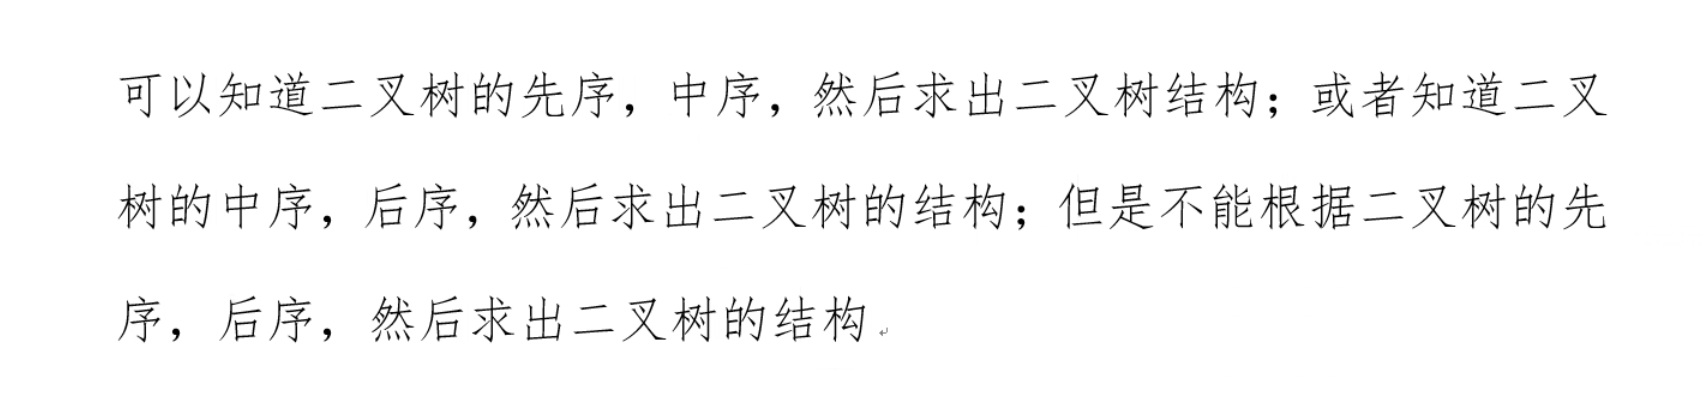 可以知道二叉树的先序，中序，然后求出二叉树结构；或者知道二叉
树的中序，后序，然后求出二叉树的结构；但是不能根据二叉树的先
序，后序，然后求出二叉树的结构